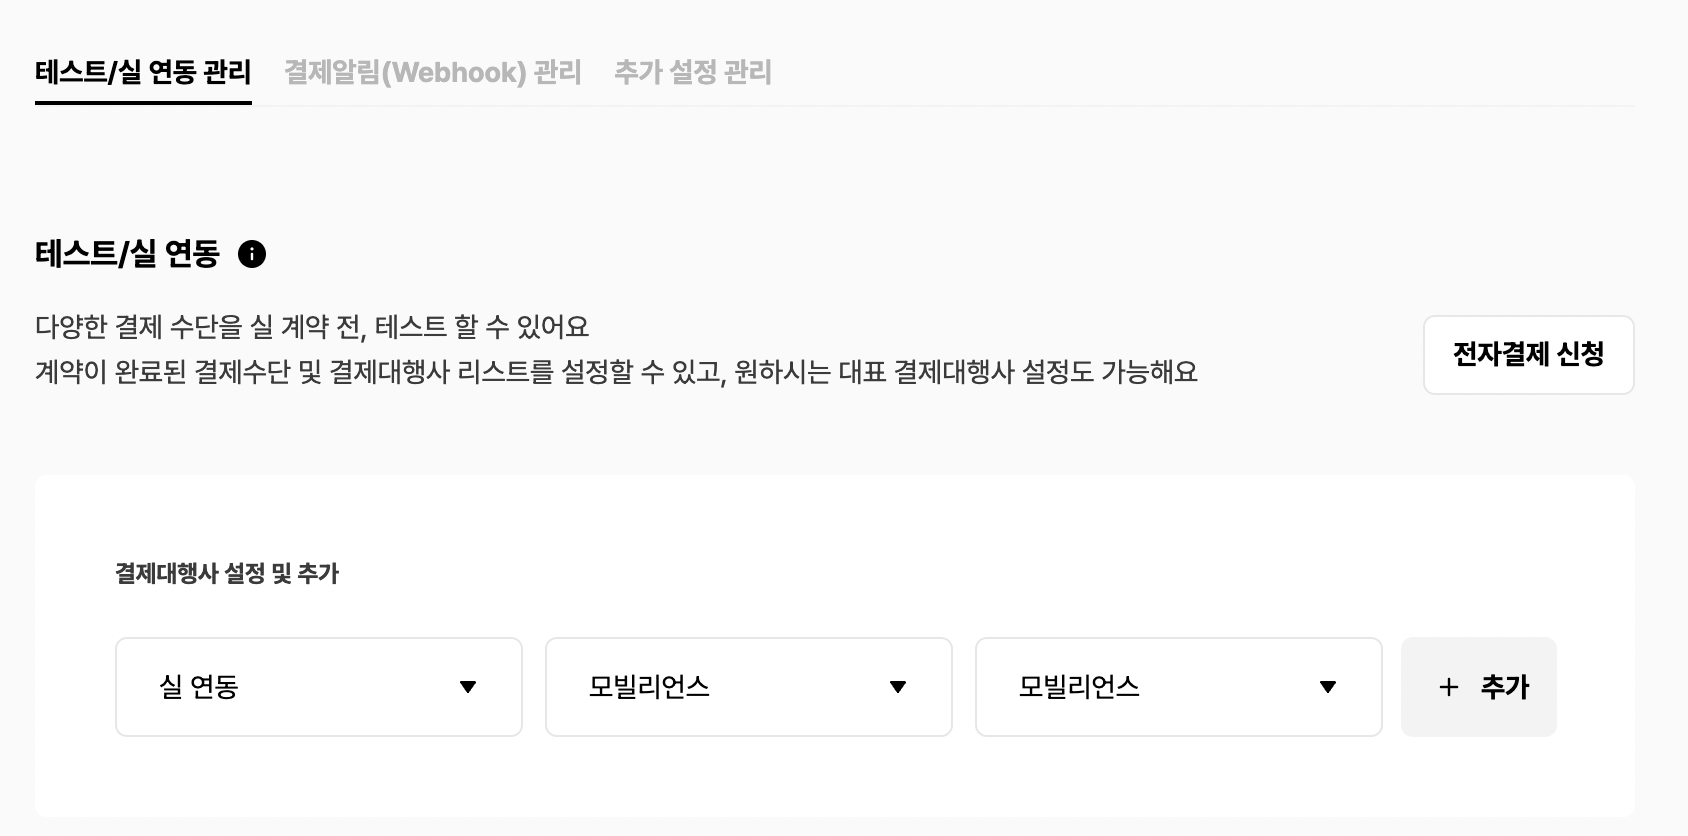 테스트/실 연동 관리 결제알림(Webhook) 관리 추가 설정 관리
테스트/실 연동
다양한 결제 수단을 실 계약 전, 테스트 할 수 있어요
계약이 완료된 결제수단 및 결제대행사 리스트를 설정할 수 있고, 원하시는 대표 결제대행사 설정도 가능해요
전자결제 신청
결제대행사 설정 및 추가
실 연동 모빌리언스 모빌리언스 + 추가